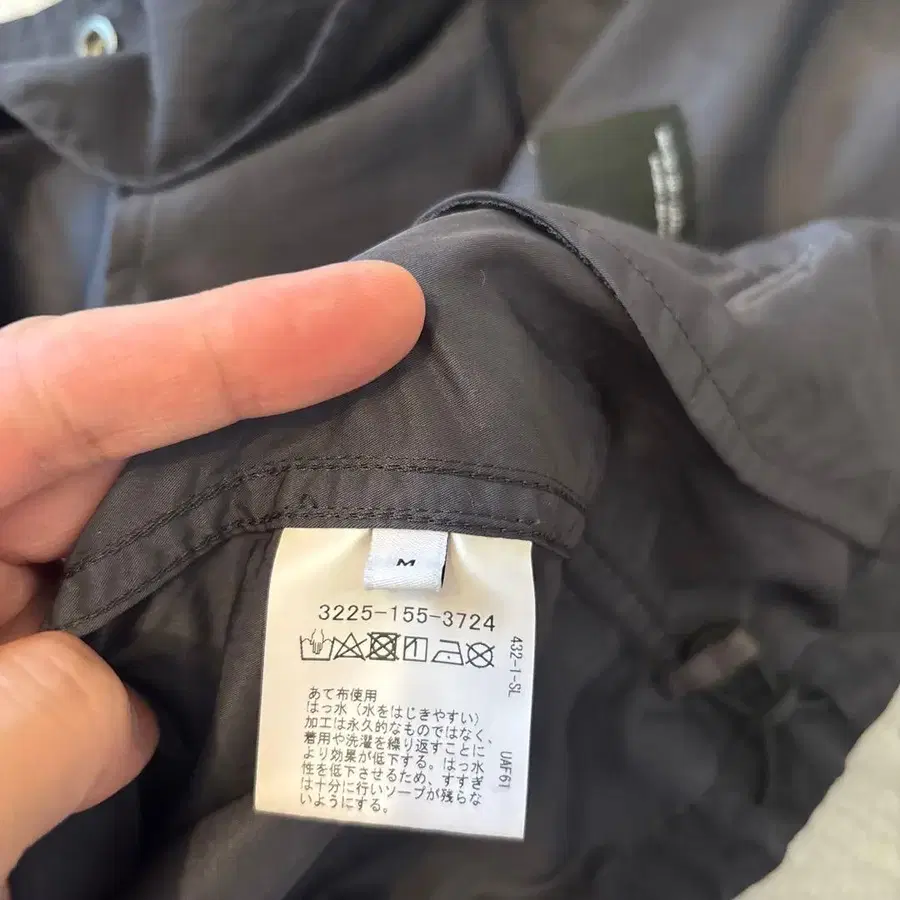 M
3225-155-3724
432-1-SL
UAF61
あて布使用
はっ水(水をはじきやすい)
加工は永久的なものではなく、
着用や洗濯を繰り返すことに
より効果が低下する。はっ水
性を低下させるため、すすぎ
は十分に行いソープが残らな
いようにする。